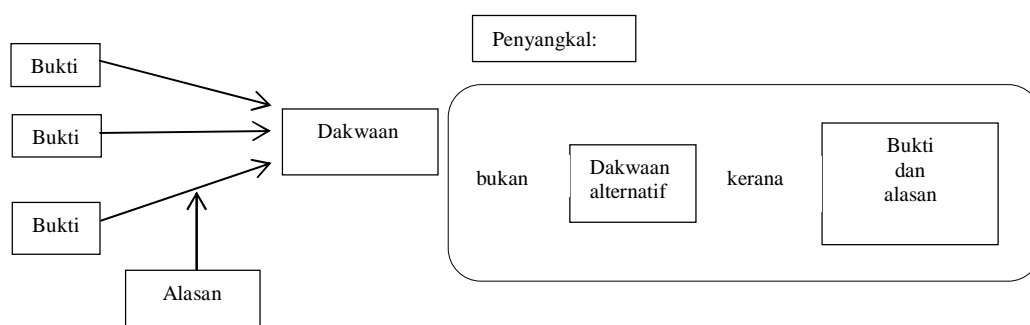 Penyangkal:
Bukti
Bukti
Bukti
Alasan
Dakwaan
bukan
Dakwaan
alternatif
kerana
Bukti
dan
alasan